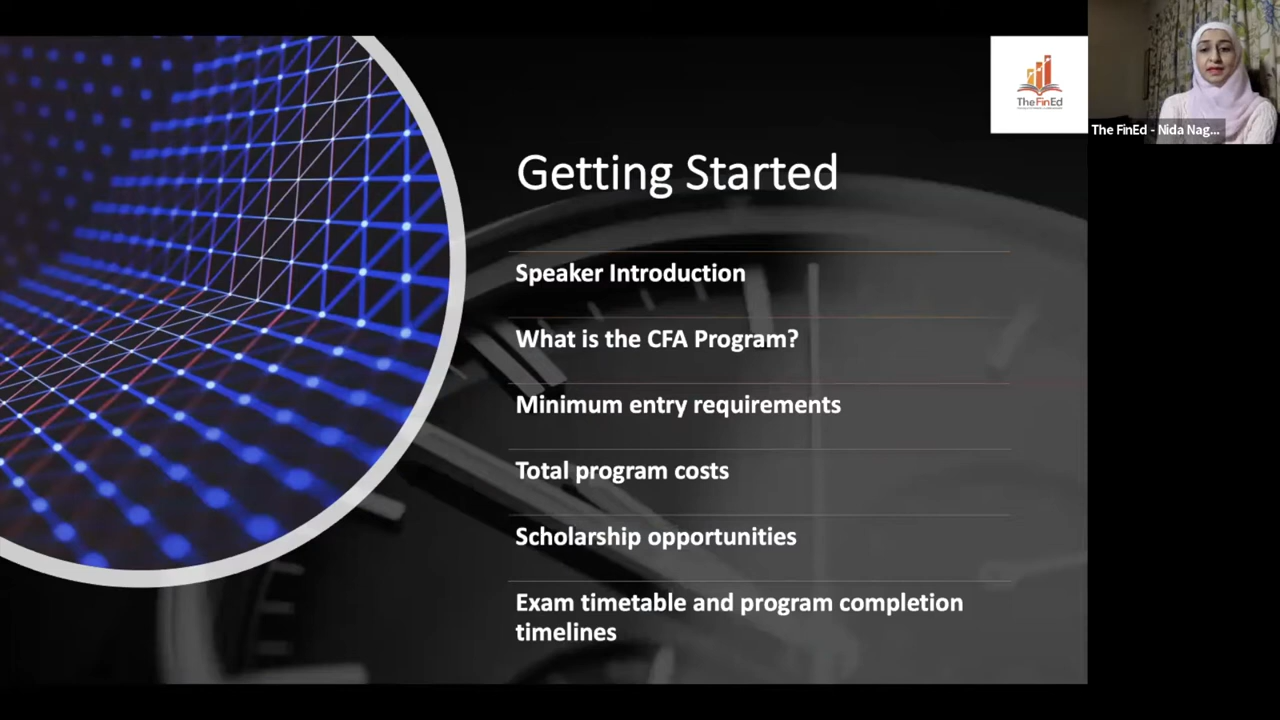 TheFinEd
The FinEd - Nida Nag...
Getting Started
Speaker Introduction
What is the CFA Program?
Minimum entry requirements
Total program costs
Scholarship opportunities
Exam timetable and program completion
timelines